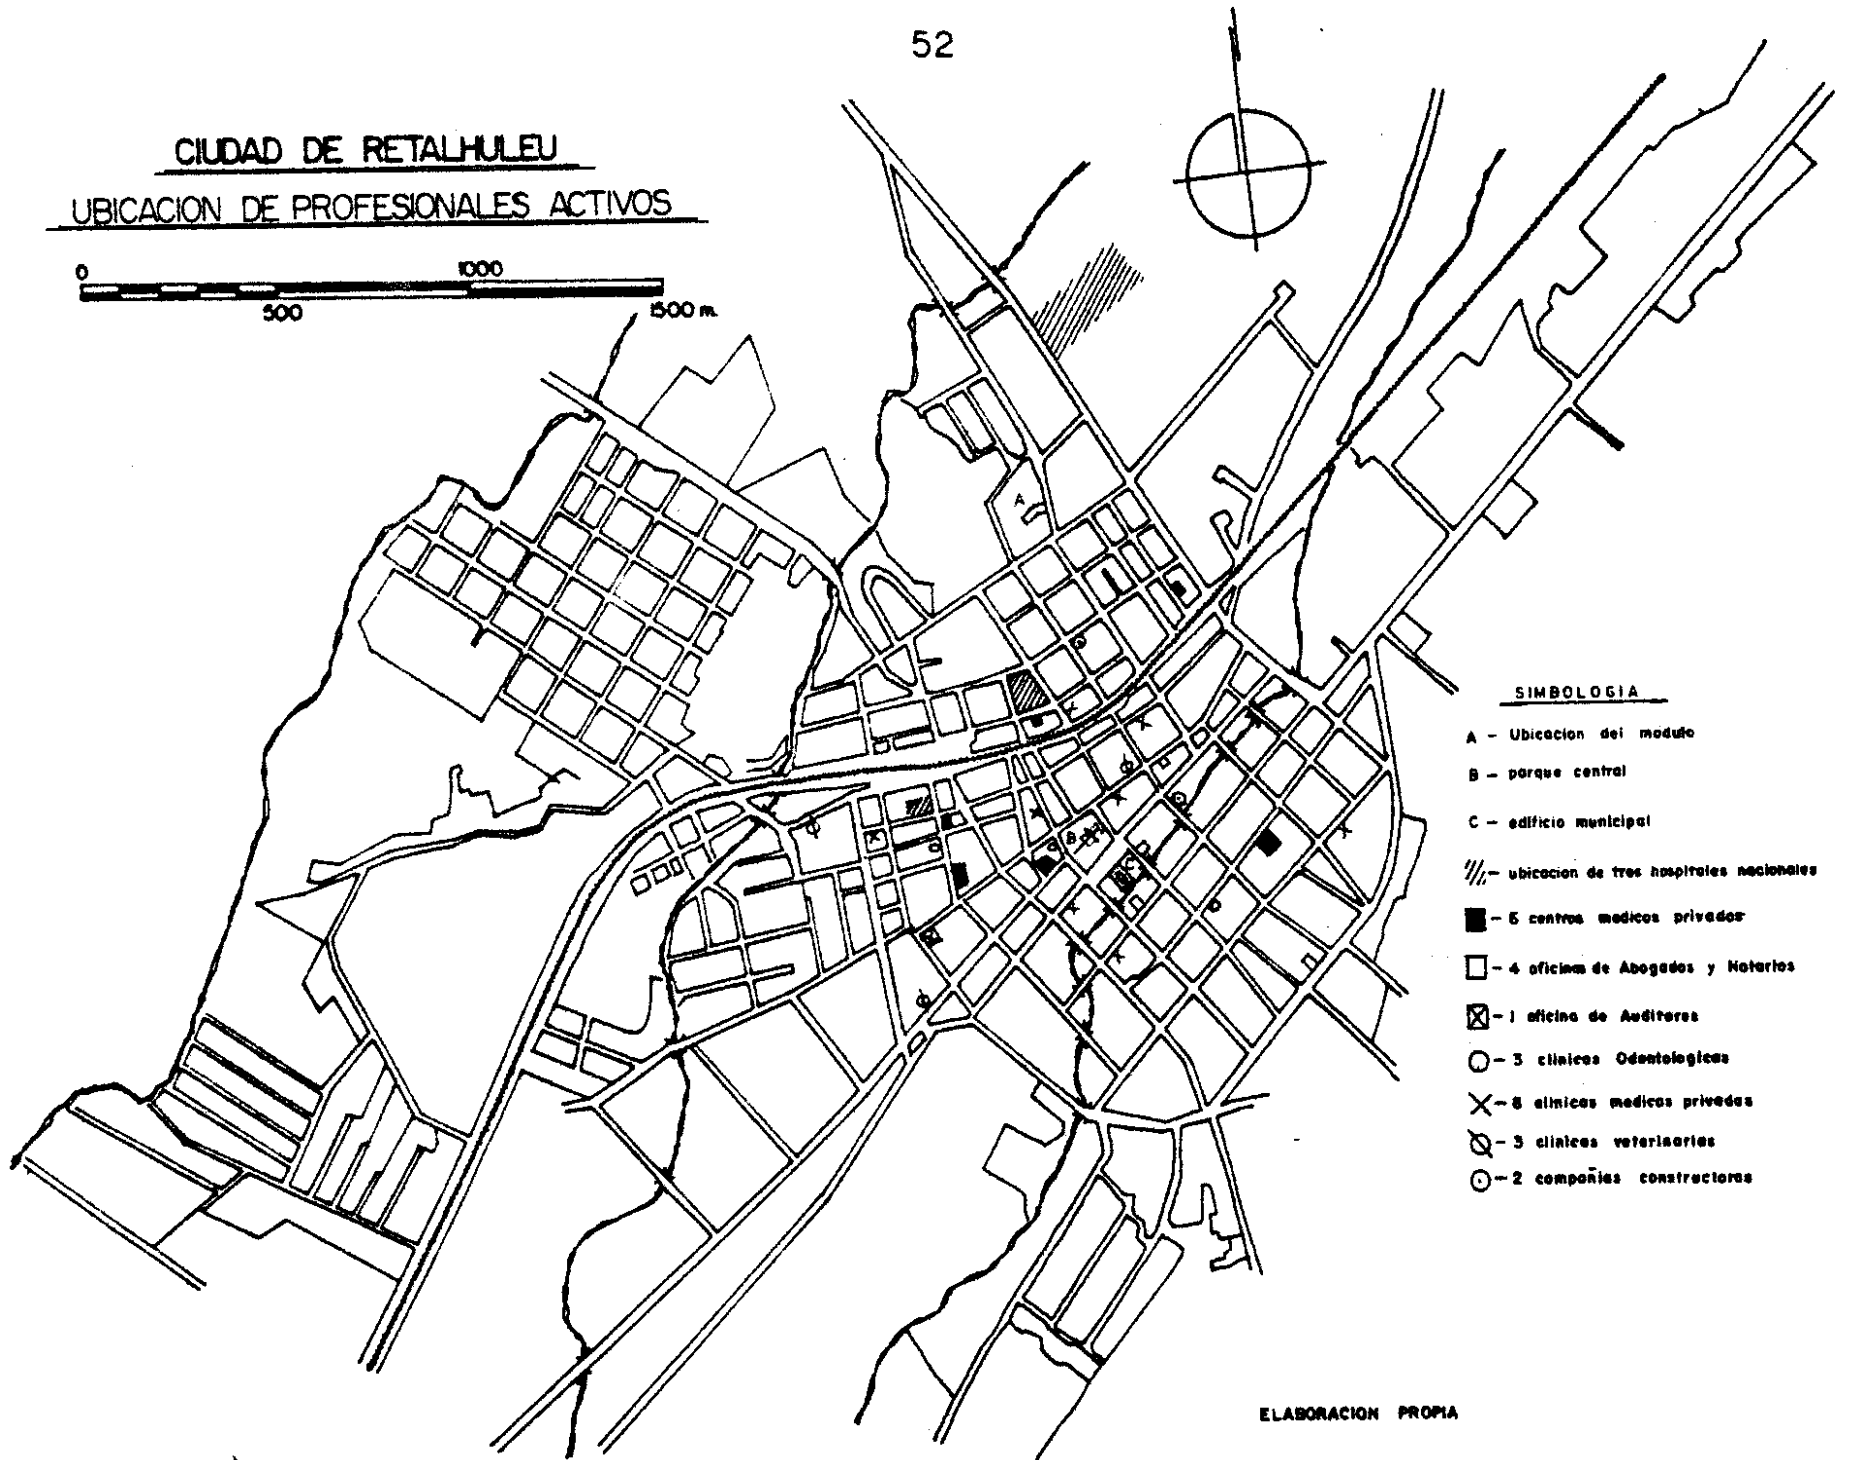 52
CIUDAD DE RETALHULEU
UBICACION DE PROFESIONALES ACTIVOS
0 1000
500 1500 m.
A
B
SIMBOLOGIA
A - Ubicacion del modulo
B - parque central
C - edificio municipal
- ubicacion de tres hospitales nacionales
- 6 centros medicos privados
- 4 oficinas de Abogados y Notarios
- 1 oficina de Auditores
- 3 clinicas Odontologicas
- 8 clinicas medicas privadas
- 3 clinicas veterinarias
- 2 compañias constructoras
ELABORACION PROPIA